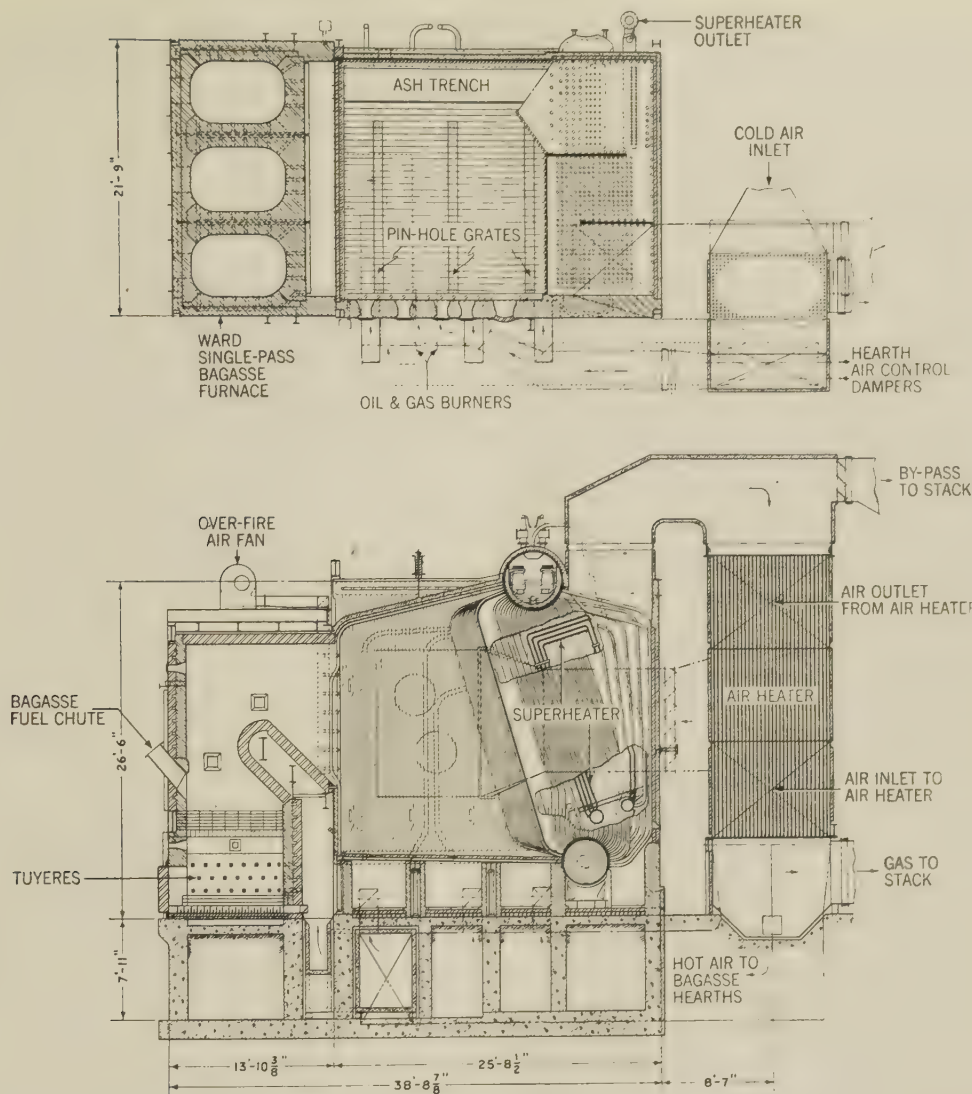 SUPERHEATER
OUTLET
ASH TRENCH
COLD AIR
INLET
21'-9"
PIN-HOLE GRATES
WARD
SINGLE-PASS
BAGASSE
FURNACE
OIL & GAS BURNERS
HEARTH
AIR CONTROL
DAMPERS
BY-PASS
TO STACK
OVER-FIRE
AIR FAN
AIR OUTLET
FROM AIR HEATER
BAGASSE
FUEL CHUTE
SUPERHEATER
AIR HEATER
26'-6"
AIR INLET TO
AIR HEATER
TUYERES
GAS TO
STACK
7'-11"
HOT AIR TO
BAGASSE
HEARTHS
13'-10 3/8"
25'-8 1/2"
38'-8 7/8"
8'-7"